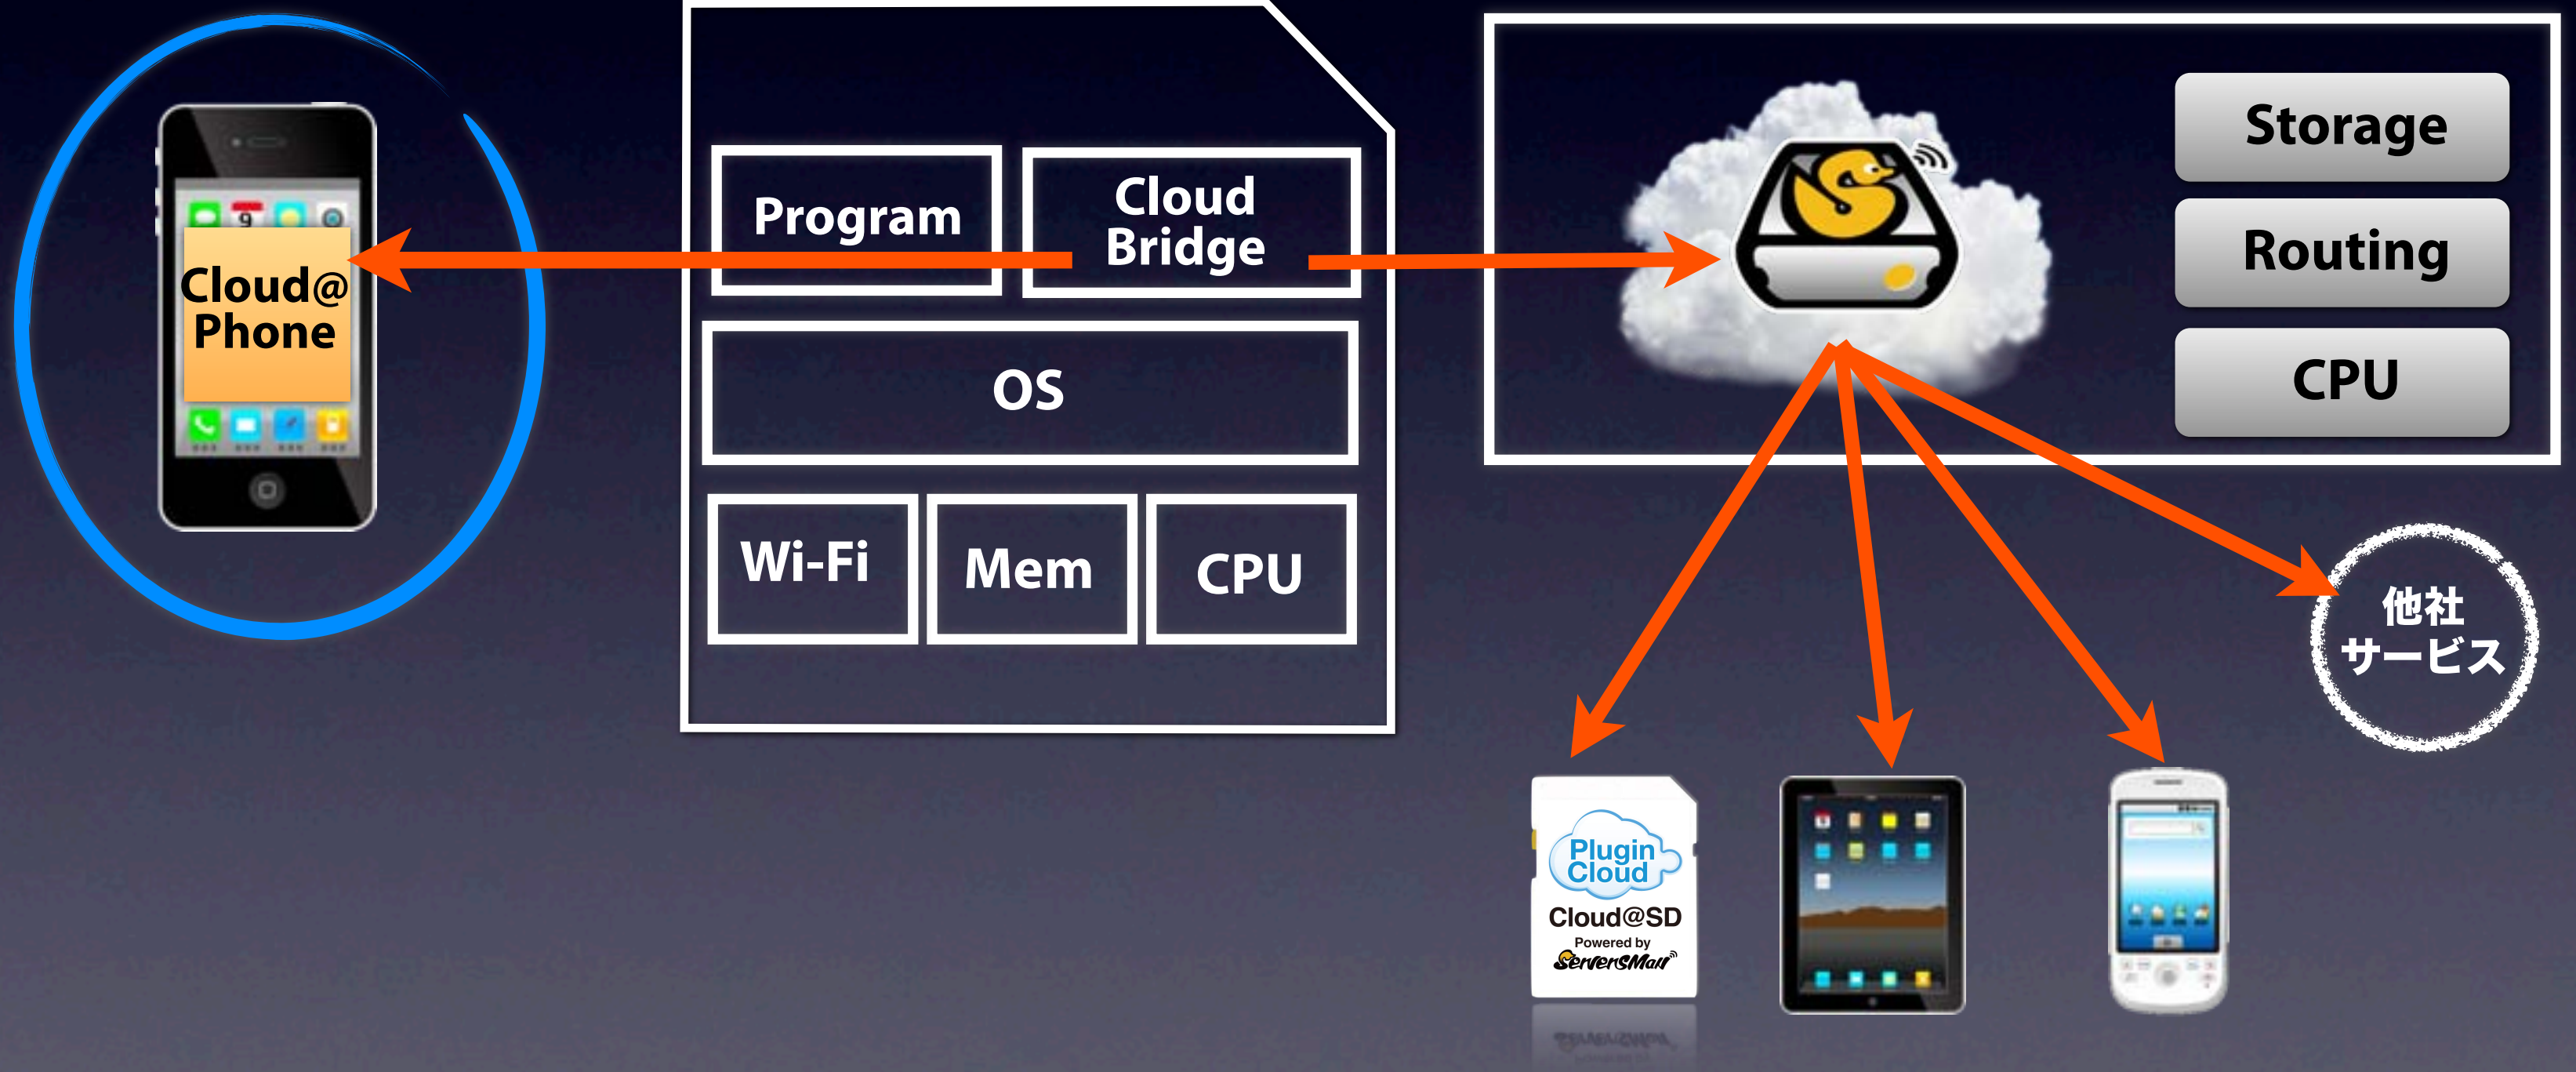 9
Cloud@
Phone
Program
Cloud
Bridge
OS
Wi-Fi
Mem
CPU
Storage
Routing
CPU
他社
サービス
Plugin
Cloud
Cloud@SD
Powered by
ServersMan